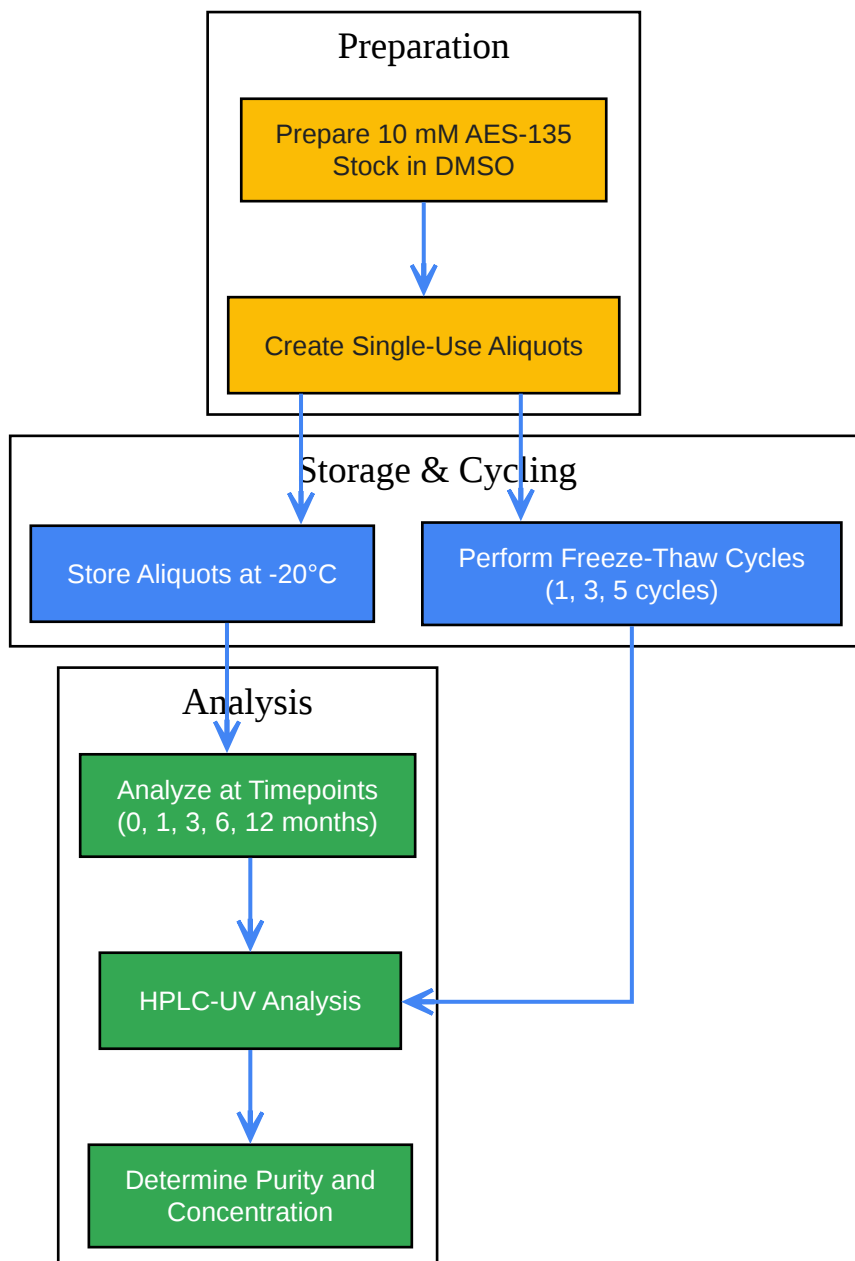 Preparation
Prepare 10 mM AES-135
Stock in DMSO
Create Single-Use Aliquots
Storage & Cycling
Store Aliquots at -20°C
Perform Freeze-Thaw Cycles
(1, 3, 5 cycles)
Analysis
Analyze at Timepoints
(0, 1, 3, 6, 12 months)
HPLC-UV Analysis
Determine Purity and
Concentration